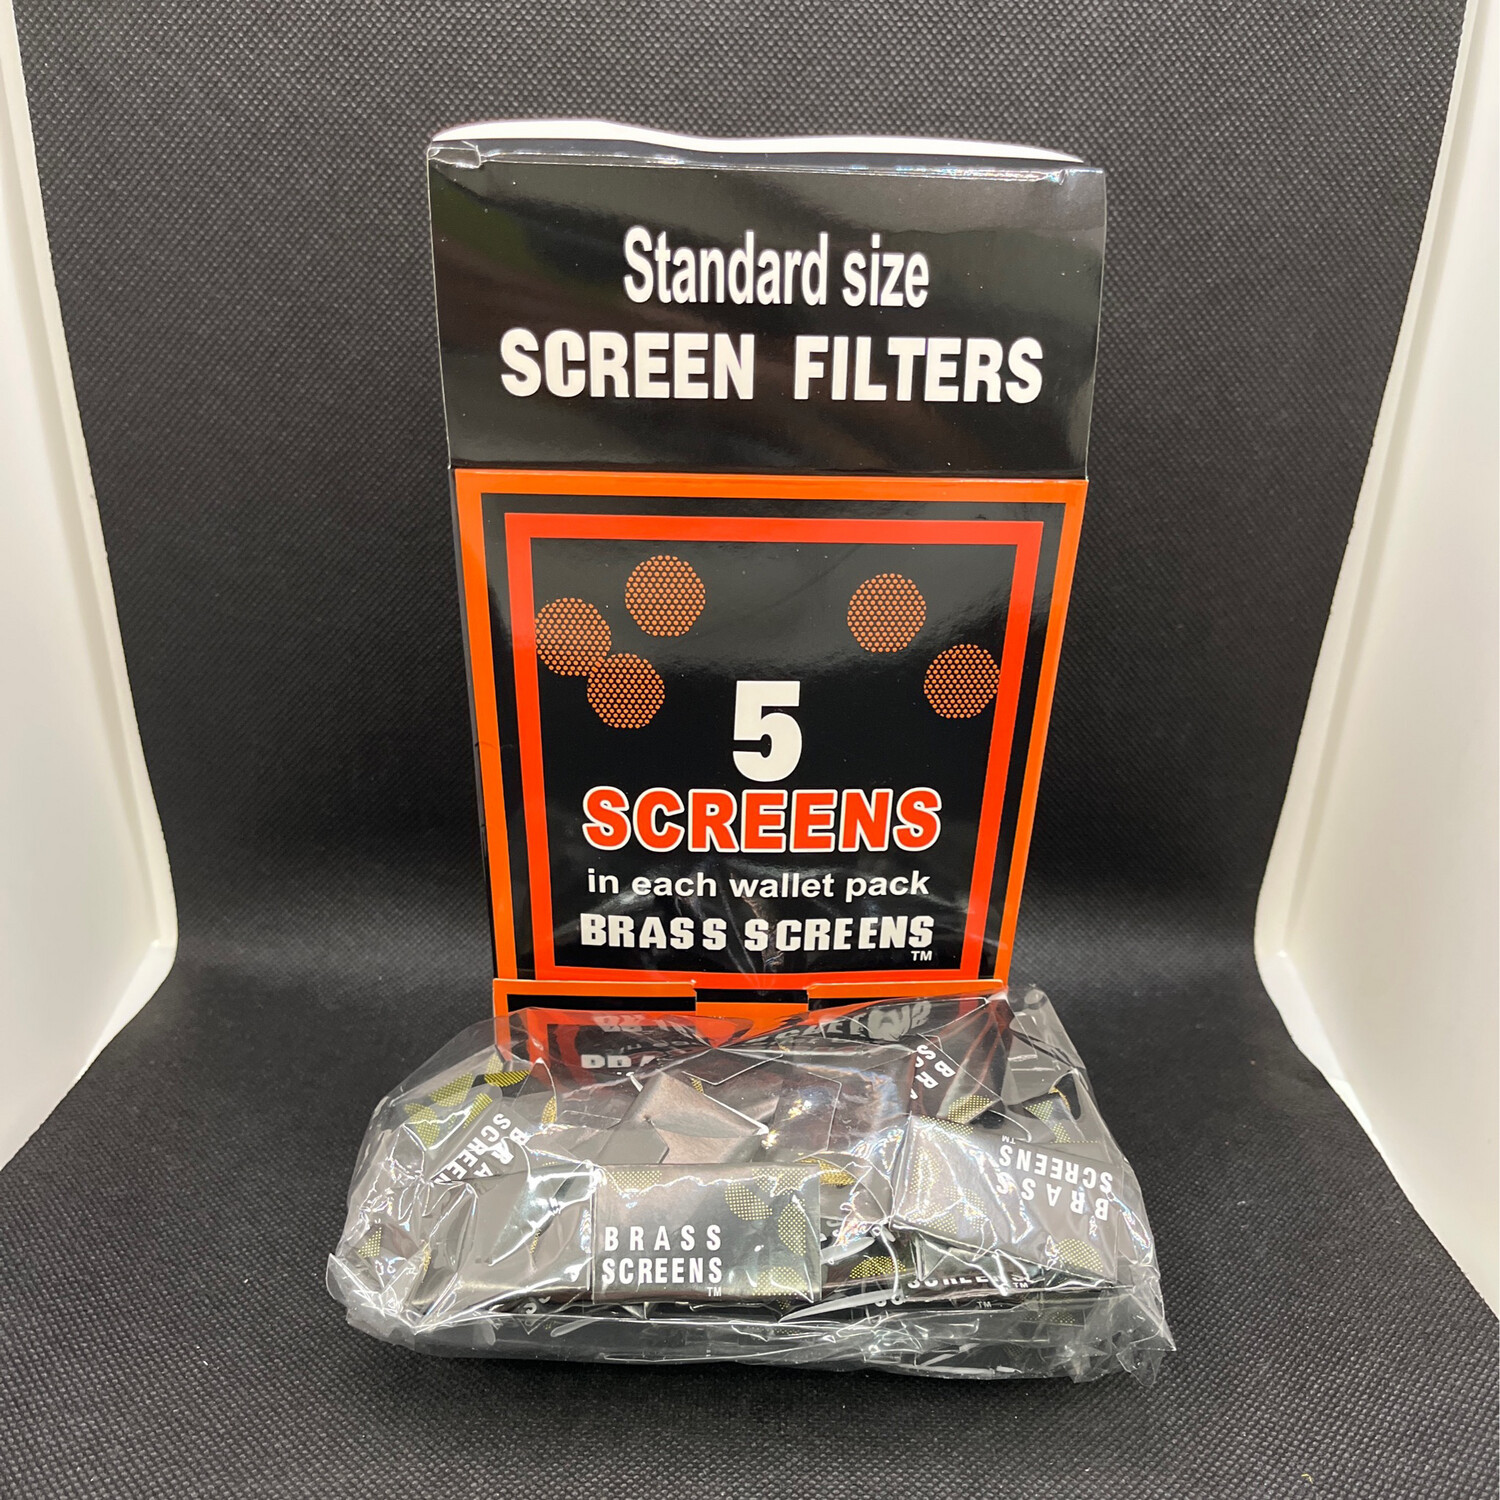 Standard size
SCREEN FILTERS
5
SCREENS
in each wallet pack
BRASS SCREENS
TM
BRASS
SCREENS
TM
BRASS
SCREENS
TM
BRASS
SCREENS
TM